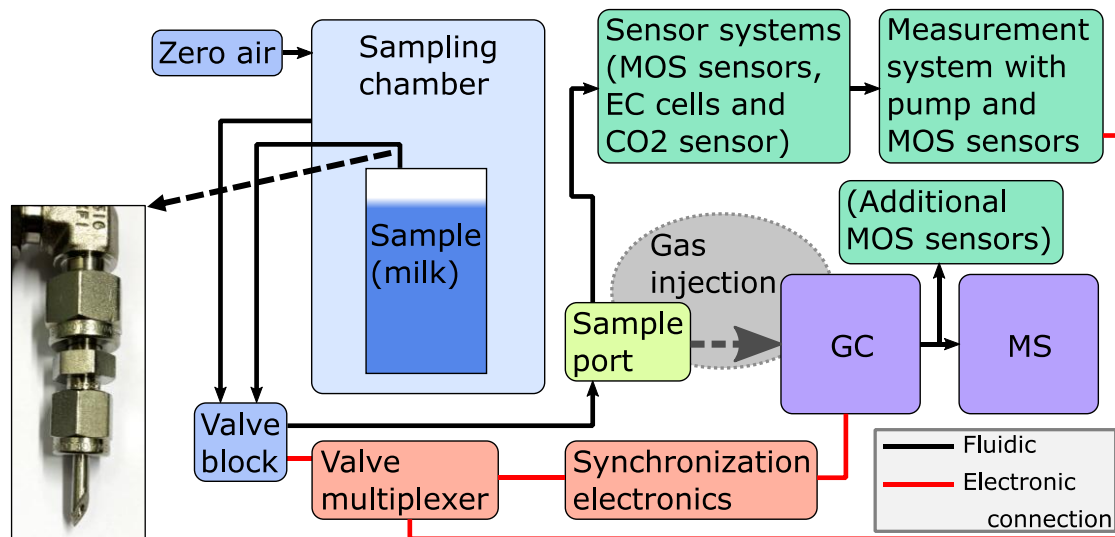 Zero air
Sampling
chamber
Sample
(milk)
Valve
block
Valve
multiplexer
Synchronization
electronics
Sample
port
Gas
injection
Sensor systems
(MOS sensors,
EC cells and
CO2 sensor)
Measurement
system with
pump and
MOS sensors
(Additional
MOS sensors)
GC
MS
Fluidic
Electronic
connection